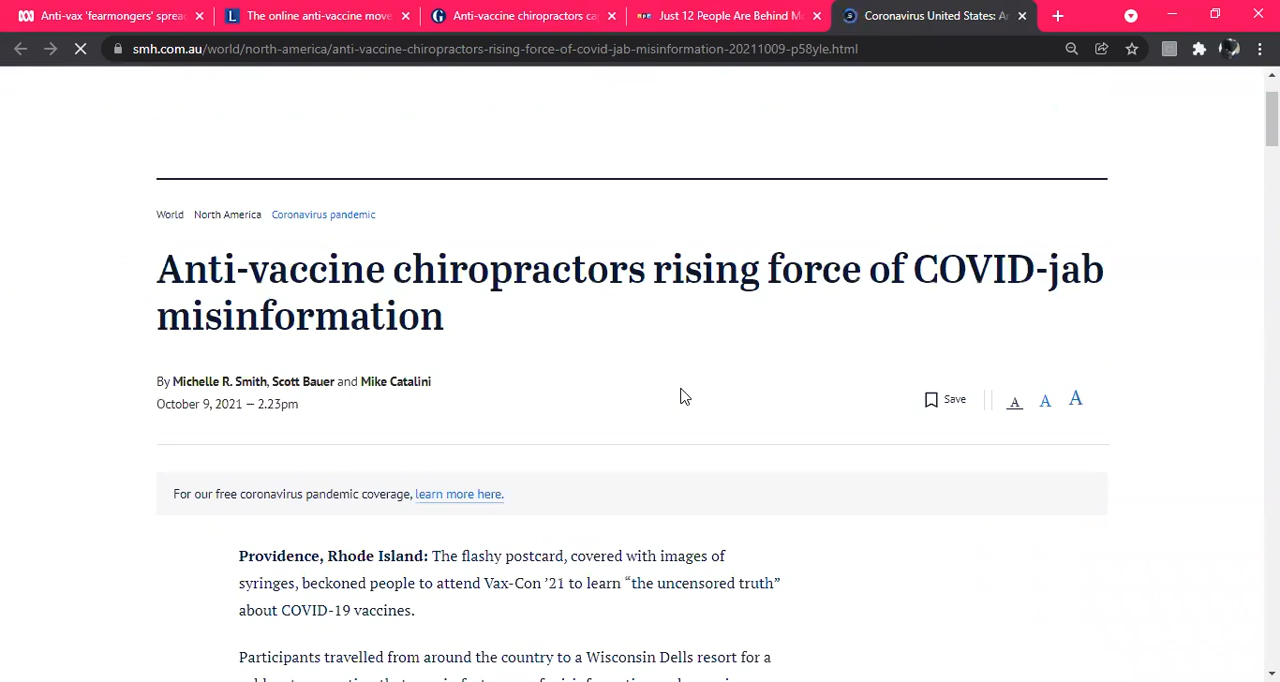 Anti-vax 'fearmongers' sprea
The online anti-vaccine move
Anti-vaccine chiropractors ca
Just 12 People Are Behind M
Coronavirus United States: A
smh.com.au/world/north-america/anti-vaccine-chiropractors-rising-force-of-covid-jab-misinformation-20211009-p58yle.html
World North America Coronavirus pandemic
Anti-vaccine chiropractors rising force of COVID-jab
misinformation
By Michelle R. Smith, Scott Bauer and Mike Catalini
October 9, 2021 — 2.23pm
Save A A A
For our free coronavirus pandemic coverage, learn more here.
Providence, Rhode Island: The flashy postcard, covered with images of
syringes, beckoned people to attend Vax-Con ’21 to learn “the uncensored truth”
about COVID-19 vaccines.
Participants travelled from around the country to a Wisconsin Dells resort for a